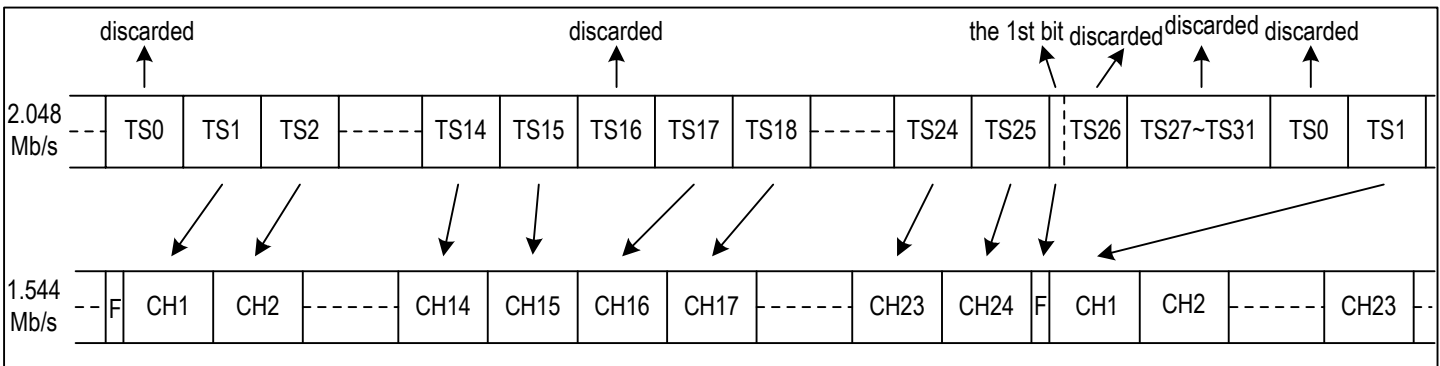 discarded discarded the 1st bit discarded discarded discarded
2.048
Mb/s
TS0 TS1 TS2 TS14 TS15 TS16 TS17 TS18 TS24 TS25 TS26 TS27~TS31 TS0 TS1
1.544
Mb/s
F CH1 CH2 CH14 CH15 CH16 CH17 CH23 CH24 F CH1 CH2 CH23